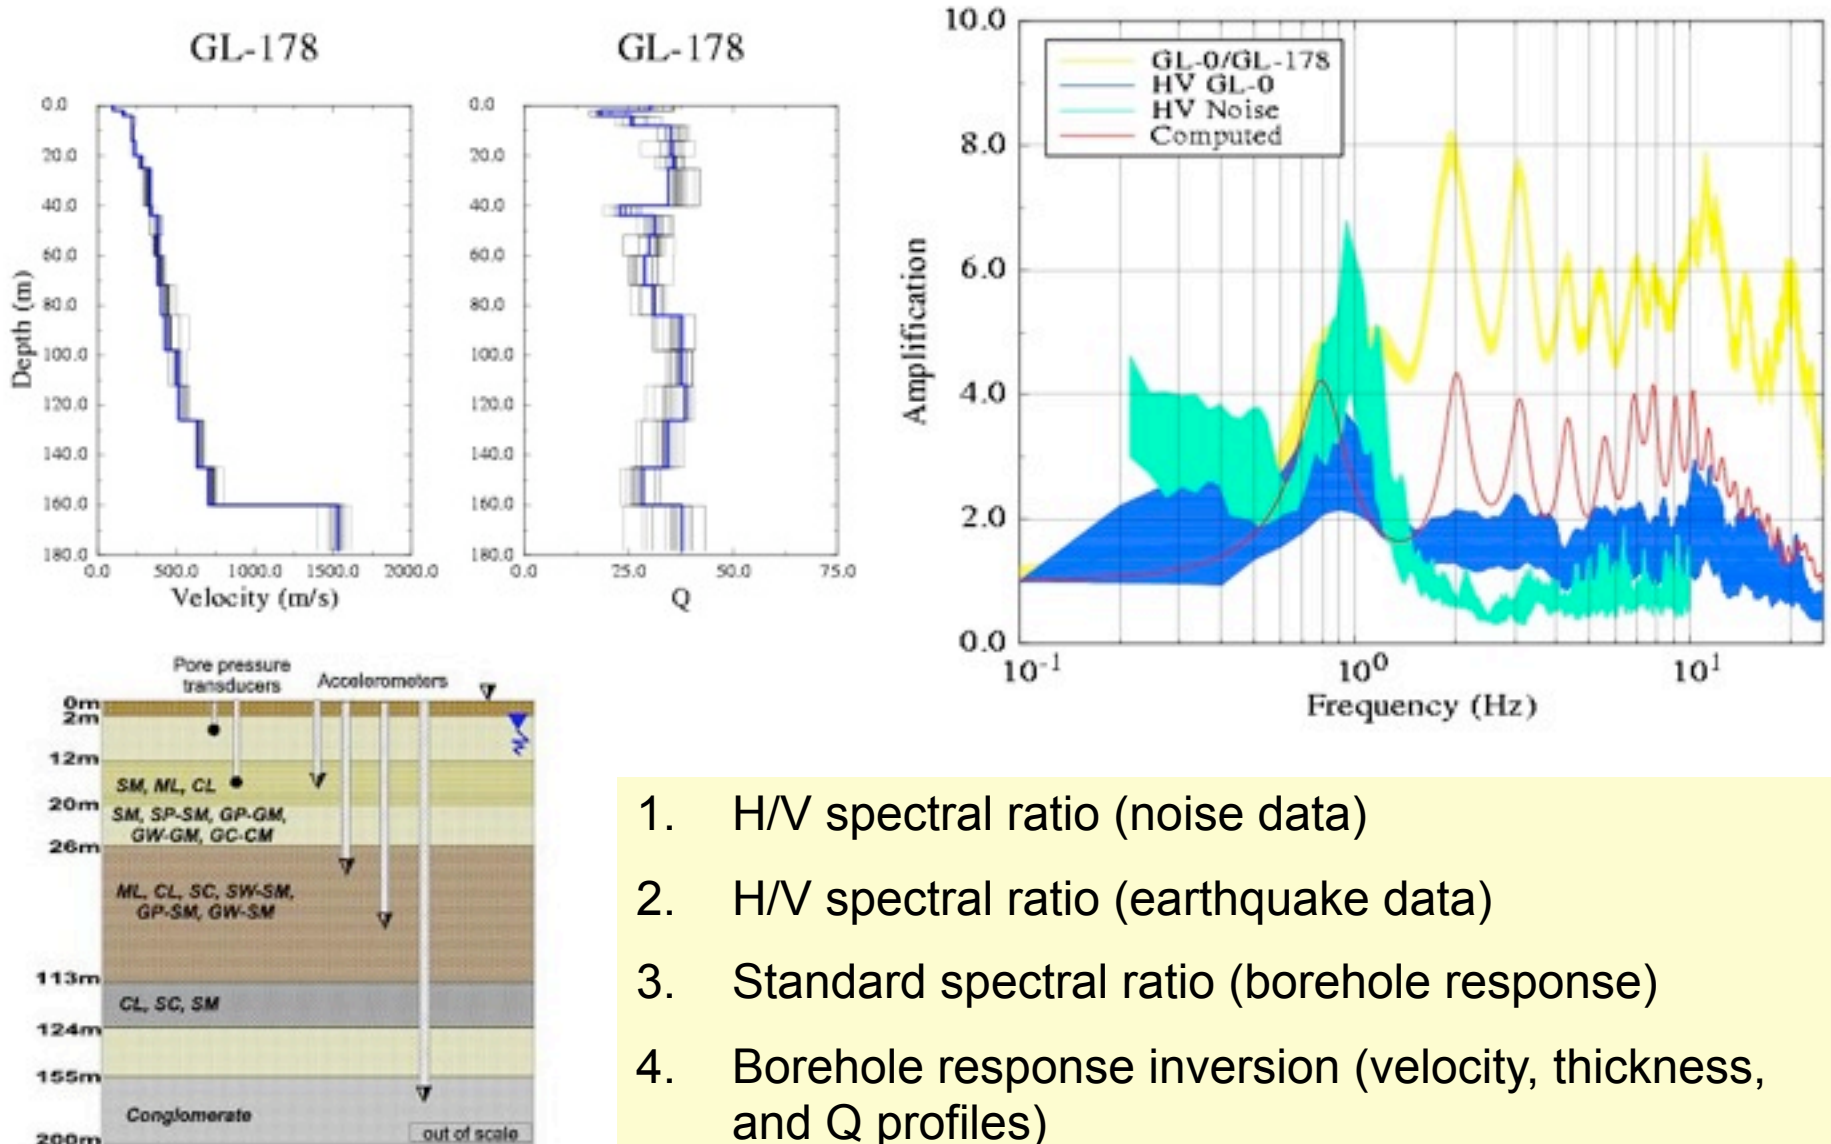 GL-178
0.0
20.0
40.0
60.0
80.0
100.0
120.0
140.0
160.0
180.0
Depth (m)
0.0 500.0 1000.0 1500.0 2000.0
Velocity (m/s)
GL-178
0.0
20.0
40.0
60.0
80.0
100.0
120.0
140.0
160.0
180.0
0.0 25.0 50.0 75.0
Q
10.0
8.0
6.0
4.0
2.0
0.0
Amplification
GL-0/GL-178
HV GL-0
HV Noise
Computed
10-1 100 101
Frequency (Hz)
Pore pressure
transducers
Accelerometers
0m
2m
12m
SM, ML, CL
20m
SM, SP-SM, GP-GM,
GW-GM, GC-CM
26m
ML, CL, SC, SW-SM,
GP-SM, GW-SM
113m
CL, SC, SM
124m
155m
Conglomerate
out of scale
200m
1. H/V spectral ratio (noise data)
2. H/V spectral ratio (earthquake data)
3. Standard spectral ratio (borehole response)
4. Borehole response inversion (velocity, thickness,
and Q profiles)